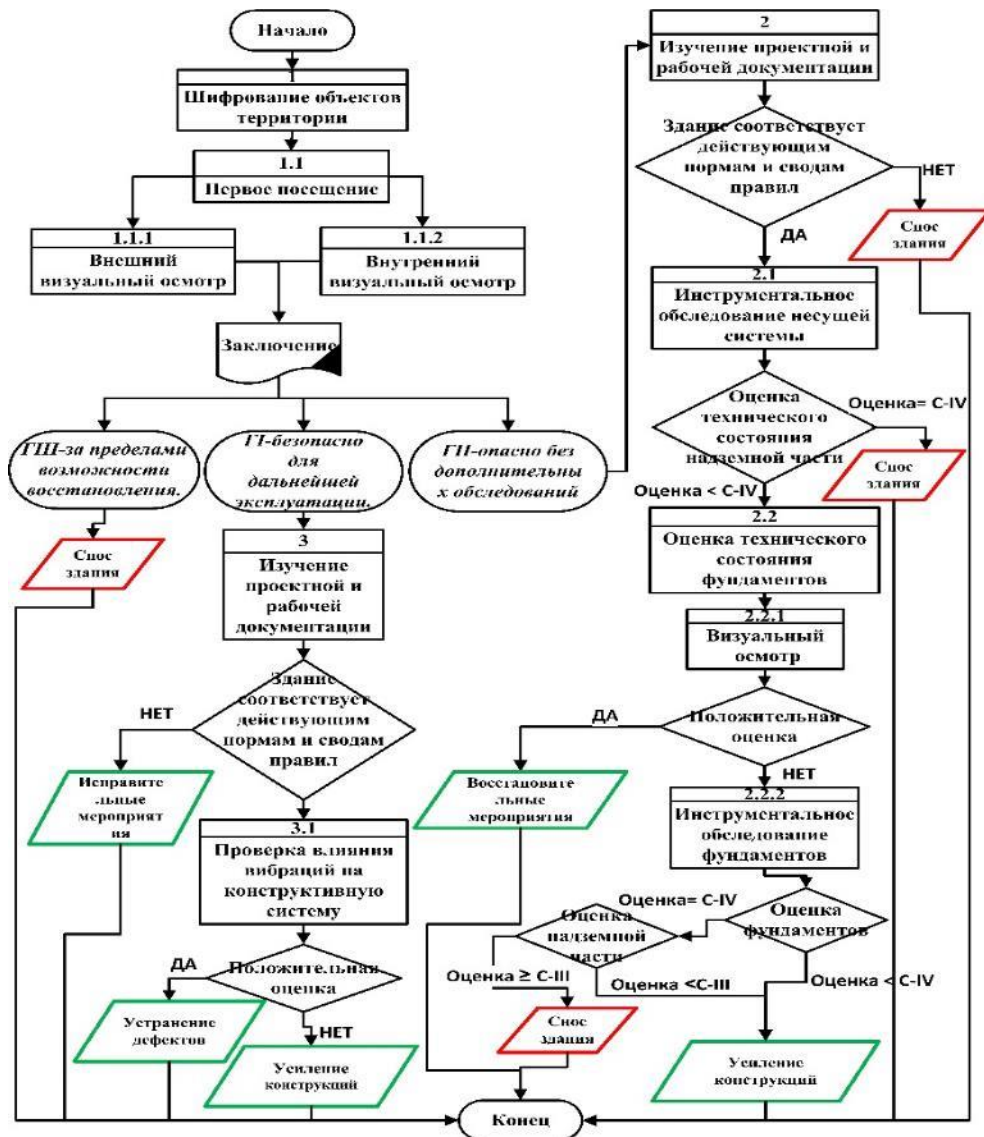 Начало
1
Шифрование объектов
территории
1.1
Первое посещение
1.1.1
Внешний
визуальный осмотр
1.1.2
Внутренний
визуальный осмотр
Заключение
ГIII-за пределами
возможности
восстановления.
ГI-безопасно
для
дальнейшей
эксплуатации.
ГII-опасно без
дополнительны
х обследований
Снос
здания
3
Изучение
проектной и
рабочей
документации
Здание
соответствует
действующим
нормам и сводам
правил
НЕТ
Исправите
льные
мероприят
ия
3.1
Проверка влияния
вибраций на
конструктивную
систему
Положительная
оценка
ДА
Устранение
дефектов
НЕТ
Усиление
конструкций
2
Изучение проектной и
рабочей документации
Здание соответствует
действующим
нормам и сводам
правил
НЕТ
Снос
здания
ДА
2.1
Инструментальное
обследование несущей
системы
Оценка
технического
состояния
надземной части
Оценка= С-IV
Снос
здания
Оценка < С-IV
2.2
Оценка технического
состояния
фундаментов
2.2.1
Визуальный
осмотр
Положительная
оценка
ДА
Восстановите
льные
мероприятия
НЕТ
2.2.2
Инструментальное
обследование
фундаментов
Оценка
фундаментов
Оценка= С-IV
Оценка
надземной
части
Оценка ≥ С-III
Оценка <С-III
Оценка < С-IV
Снос
здания
Усиление
конструкций
Конец